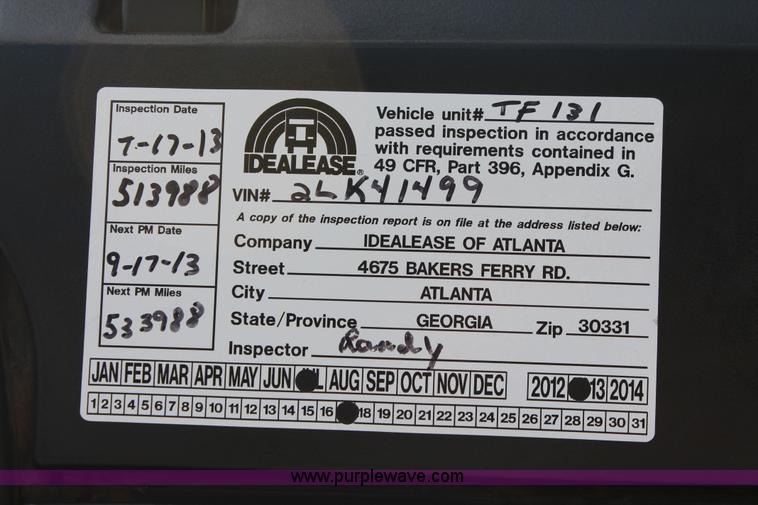 Inspection Date
7-17-13
Inspection Miles
513988
Next PM Date
9-17-13
Next PM Miles
533988
IDEALEASE®
Vehicle unit# TF 131
passed inspection in accordance
with requirements contained in
49 CFR, Part 396, Appendix G.
VIN# 2LK41499
A copy of the inspection report is on file at the address listed below:
Company IDEALEASE OF ATLANTA
Street 4675 BAKERS FERRY RD.
City ATLANTA
State/Province GEORGIA Zip 30331
Inspector Randy
JAN FEB MAR APR MAY JUN AUG SEP OCT NOV DEC 2012 13 2014
1 2 3 4 5 6 7 8 9 10 11 12 13 14 15 16 18 19 20 21 22 23 24 25 26 27 28 29 30 31
www.purplewave.com